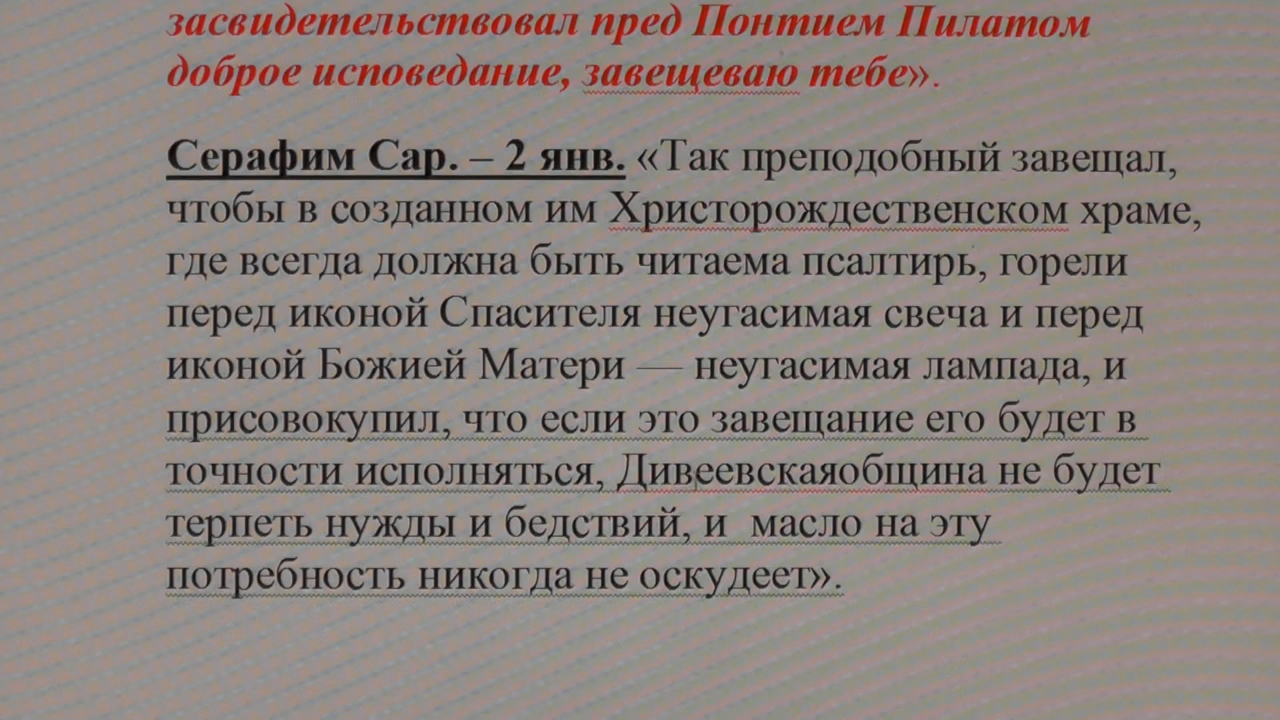 засвидетельствовал пред Понтием Пилатом
доброе исповедание, завещеваю тебе».
Серафим Сар. – 2 янв. «Так преподобный завещал,
чтобы в созданном им Христорождественском храме,
где всегда должна быть читаема псалтирь, горели
перед иконой Спасителя неугасимая свеча и перед
иконой Божией Матери — неугасимая лампада, и
присовокупил, что если это завещание его будет в
точности исполняться, Дивеевскаяобщина не будет
терпеть нужды и бедствий, и  масло на эту
потребность никогда не оскудеет».